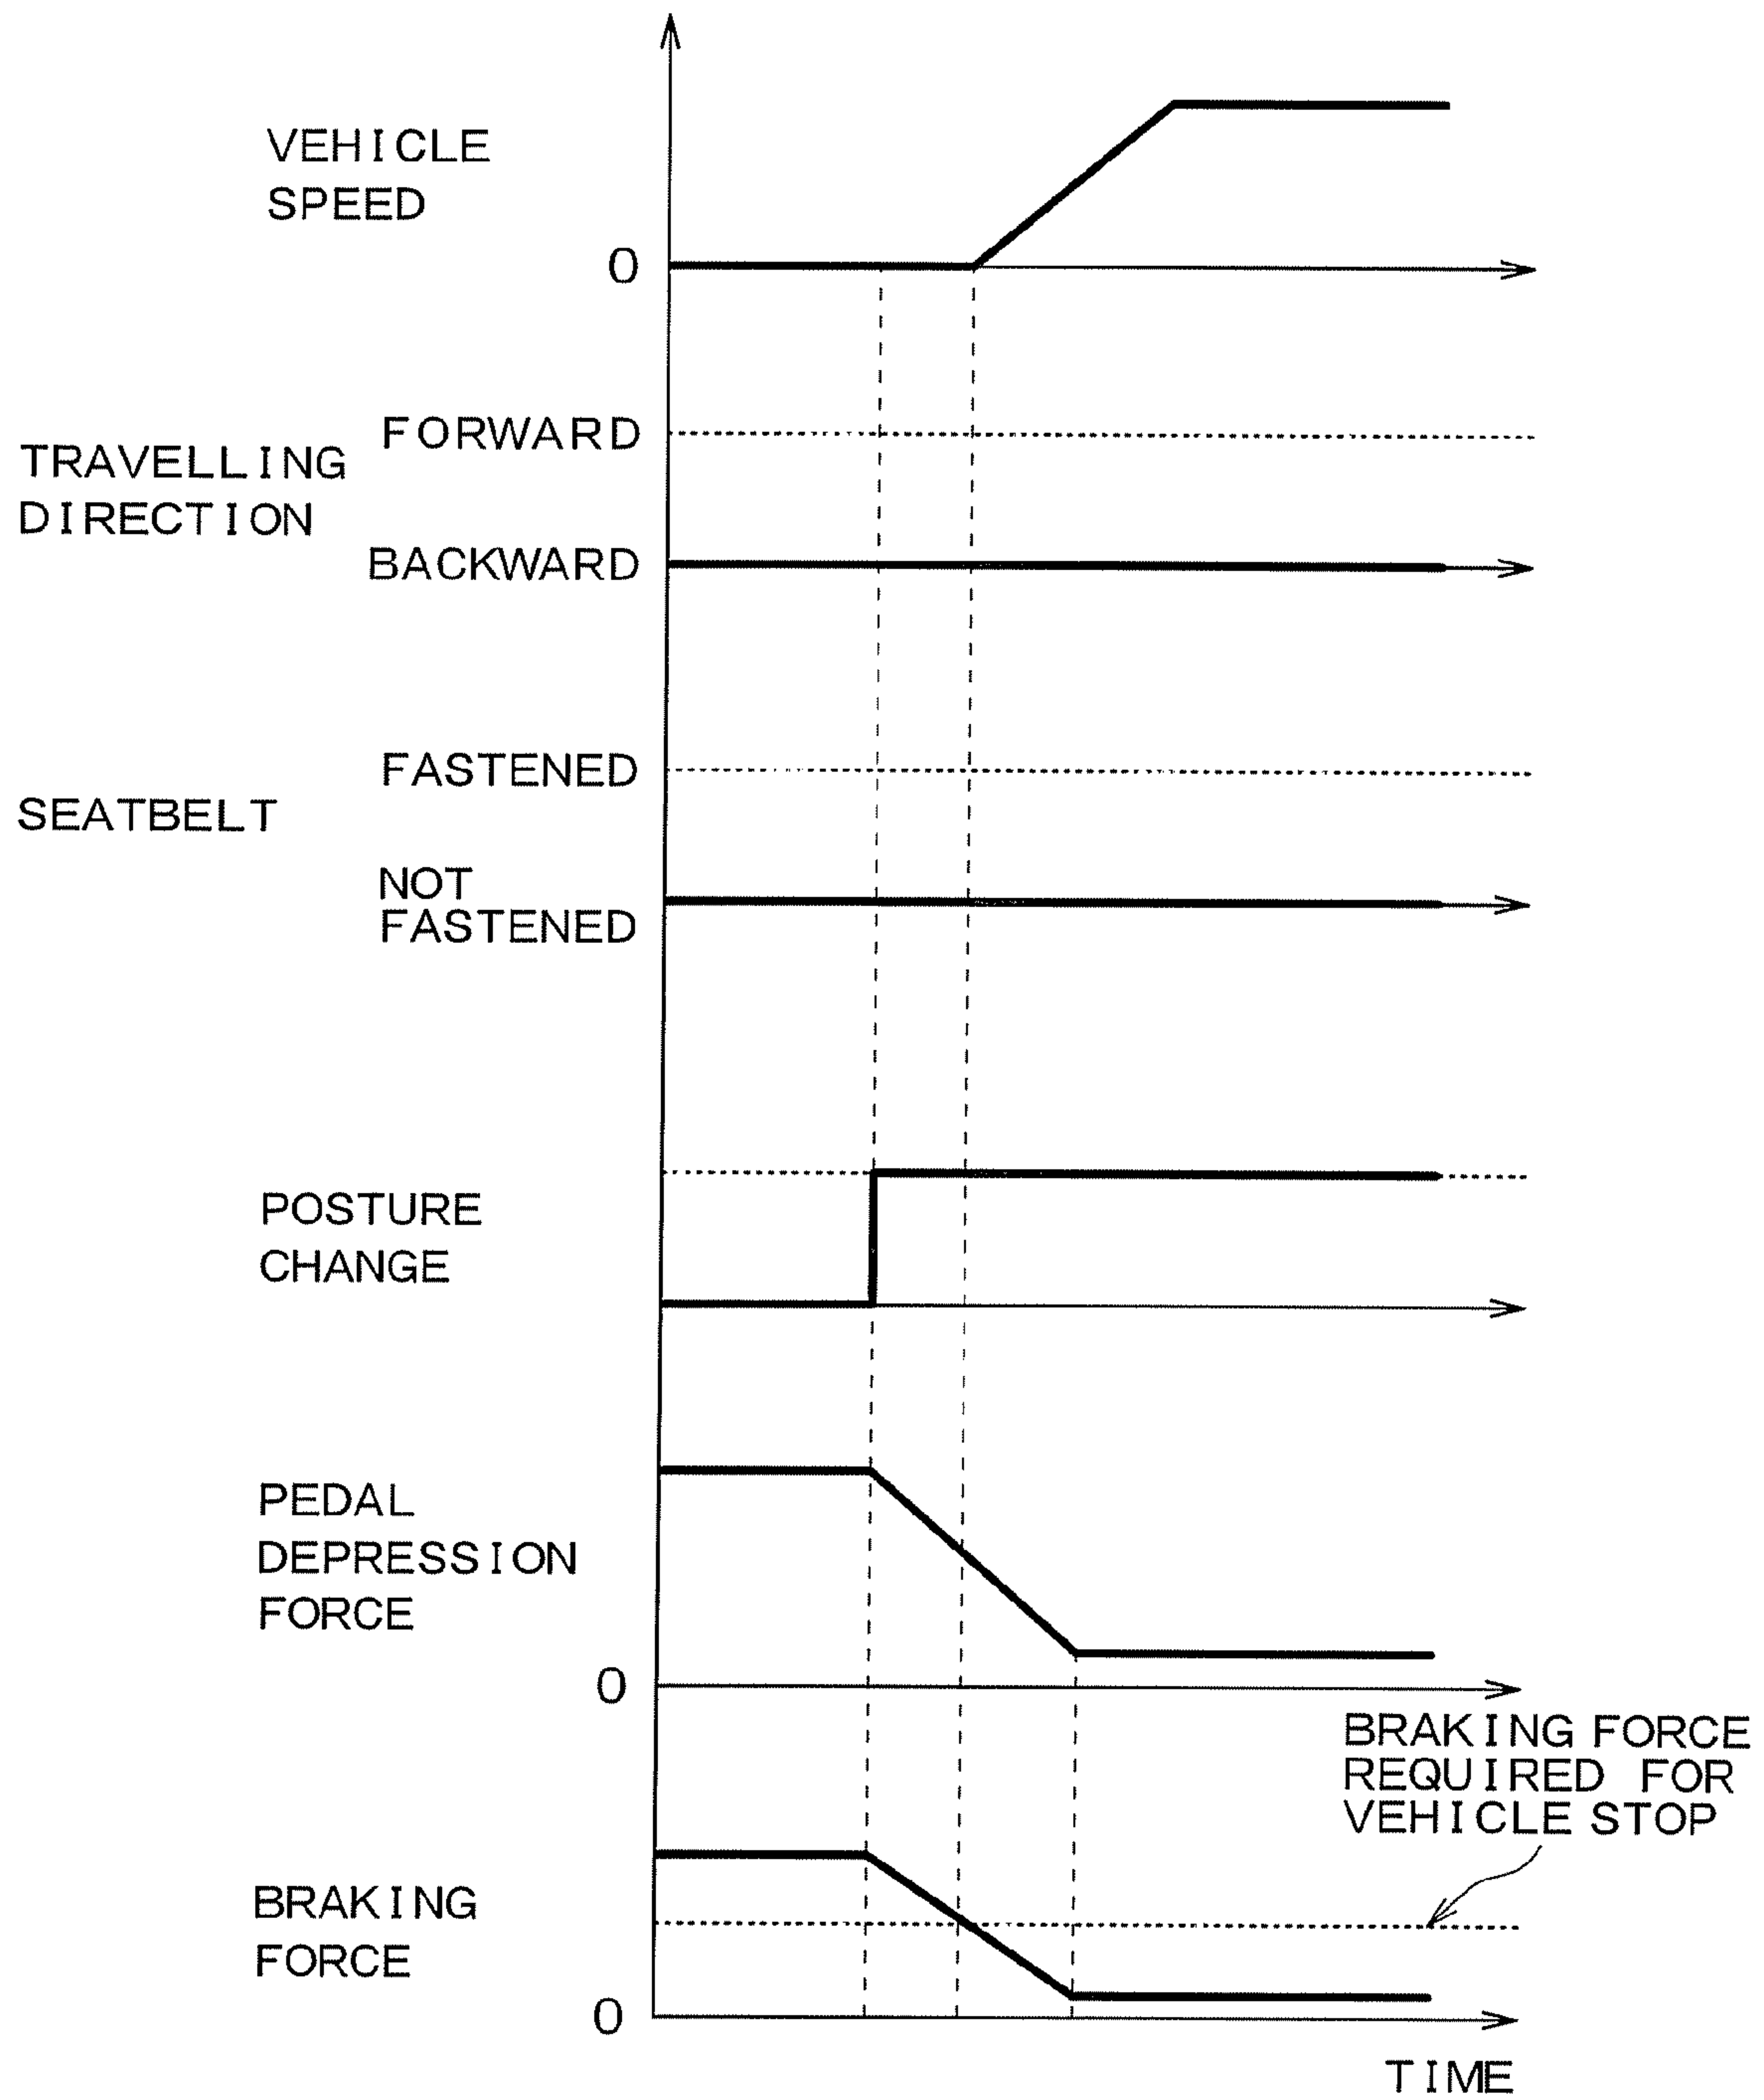 VEHICLE
SPEED
0
FORWARD
TRAVELLING
DIRECTION
BACKWARD
FASTENED
SEATBELT
NOT
FASTENED
POSTURE
CHANGE
PEDAL
DEPRESSION
FORCE
0
BRAKING FORCE
REQUIRED FOR
VEHICLE STOP
BRAKING
FORCE
0
TIME